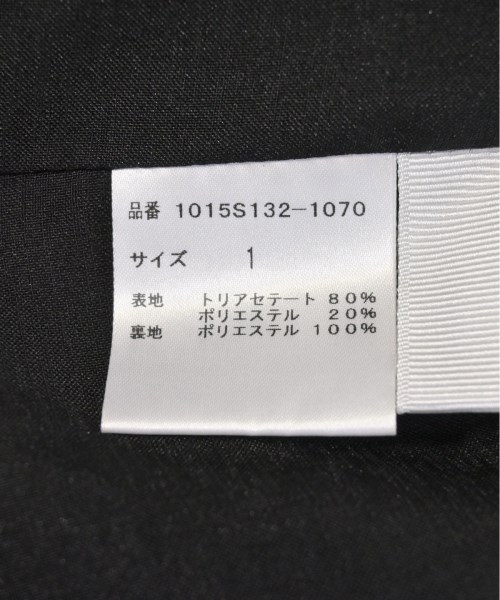 品番 1015S132-1070
サイズ 1
表地 トリアセテート 80%
ポリエステル 20%
裏地 ポリエステル 100%